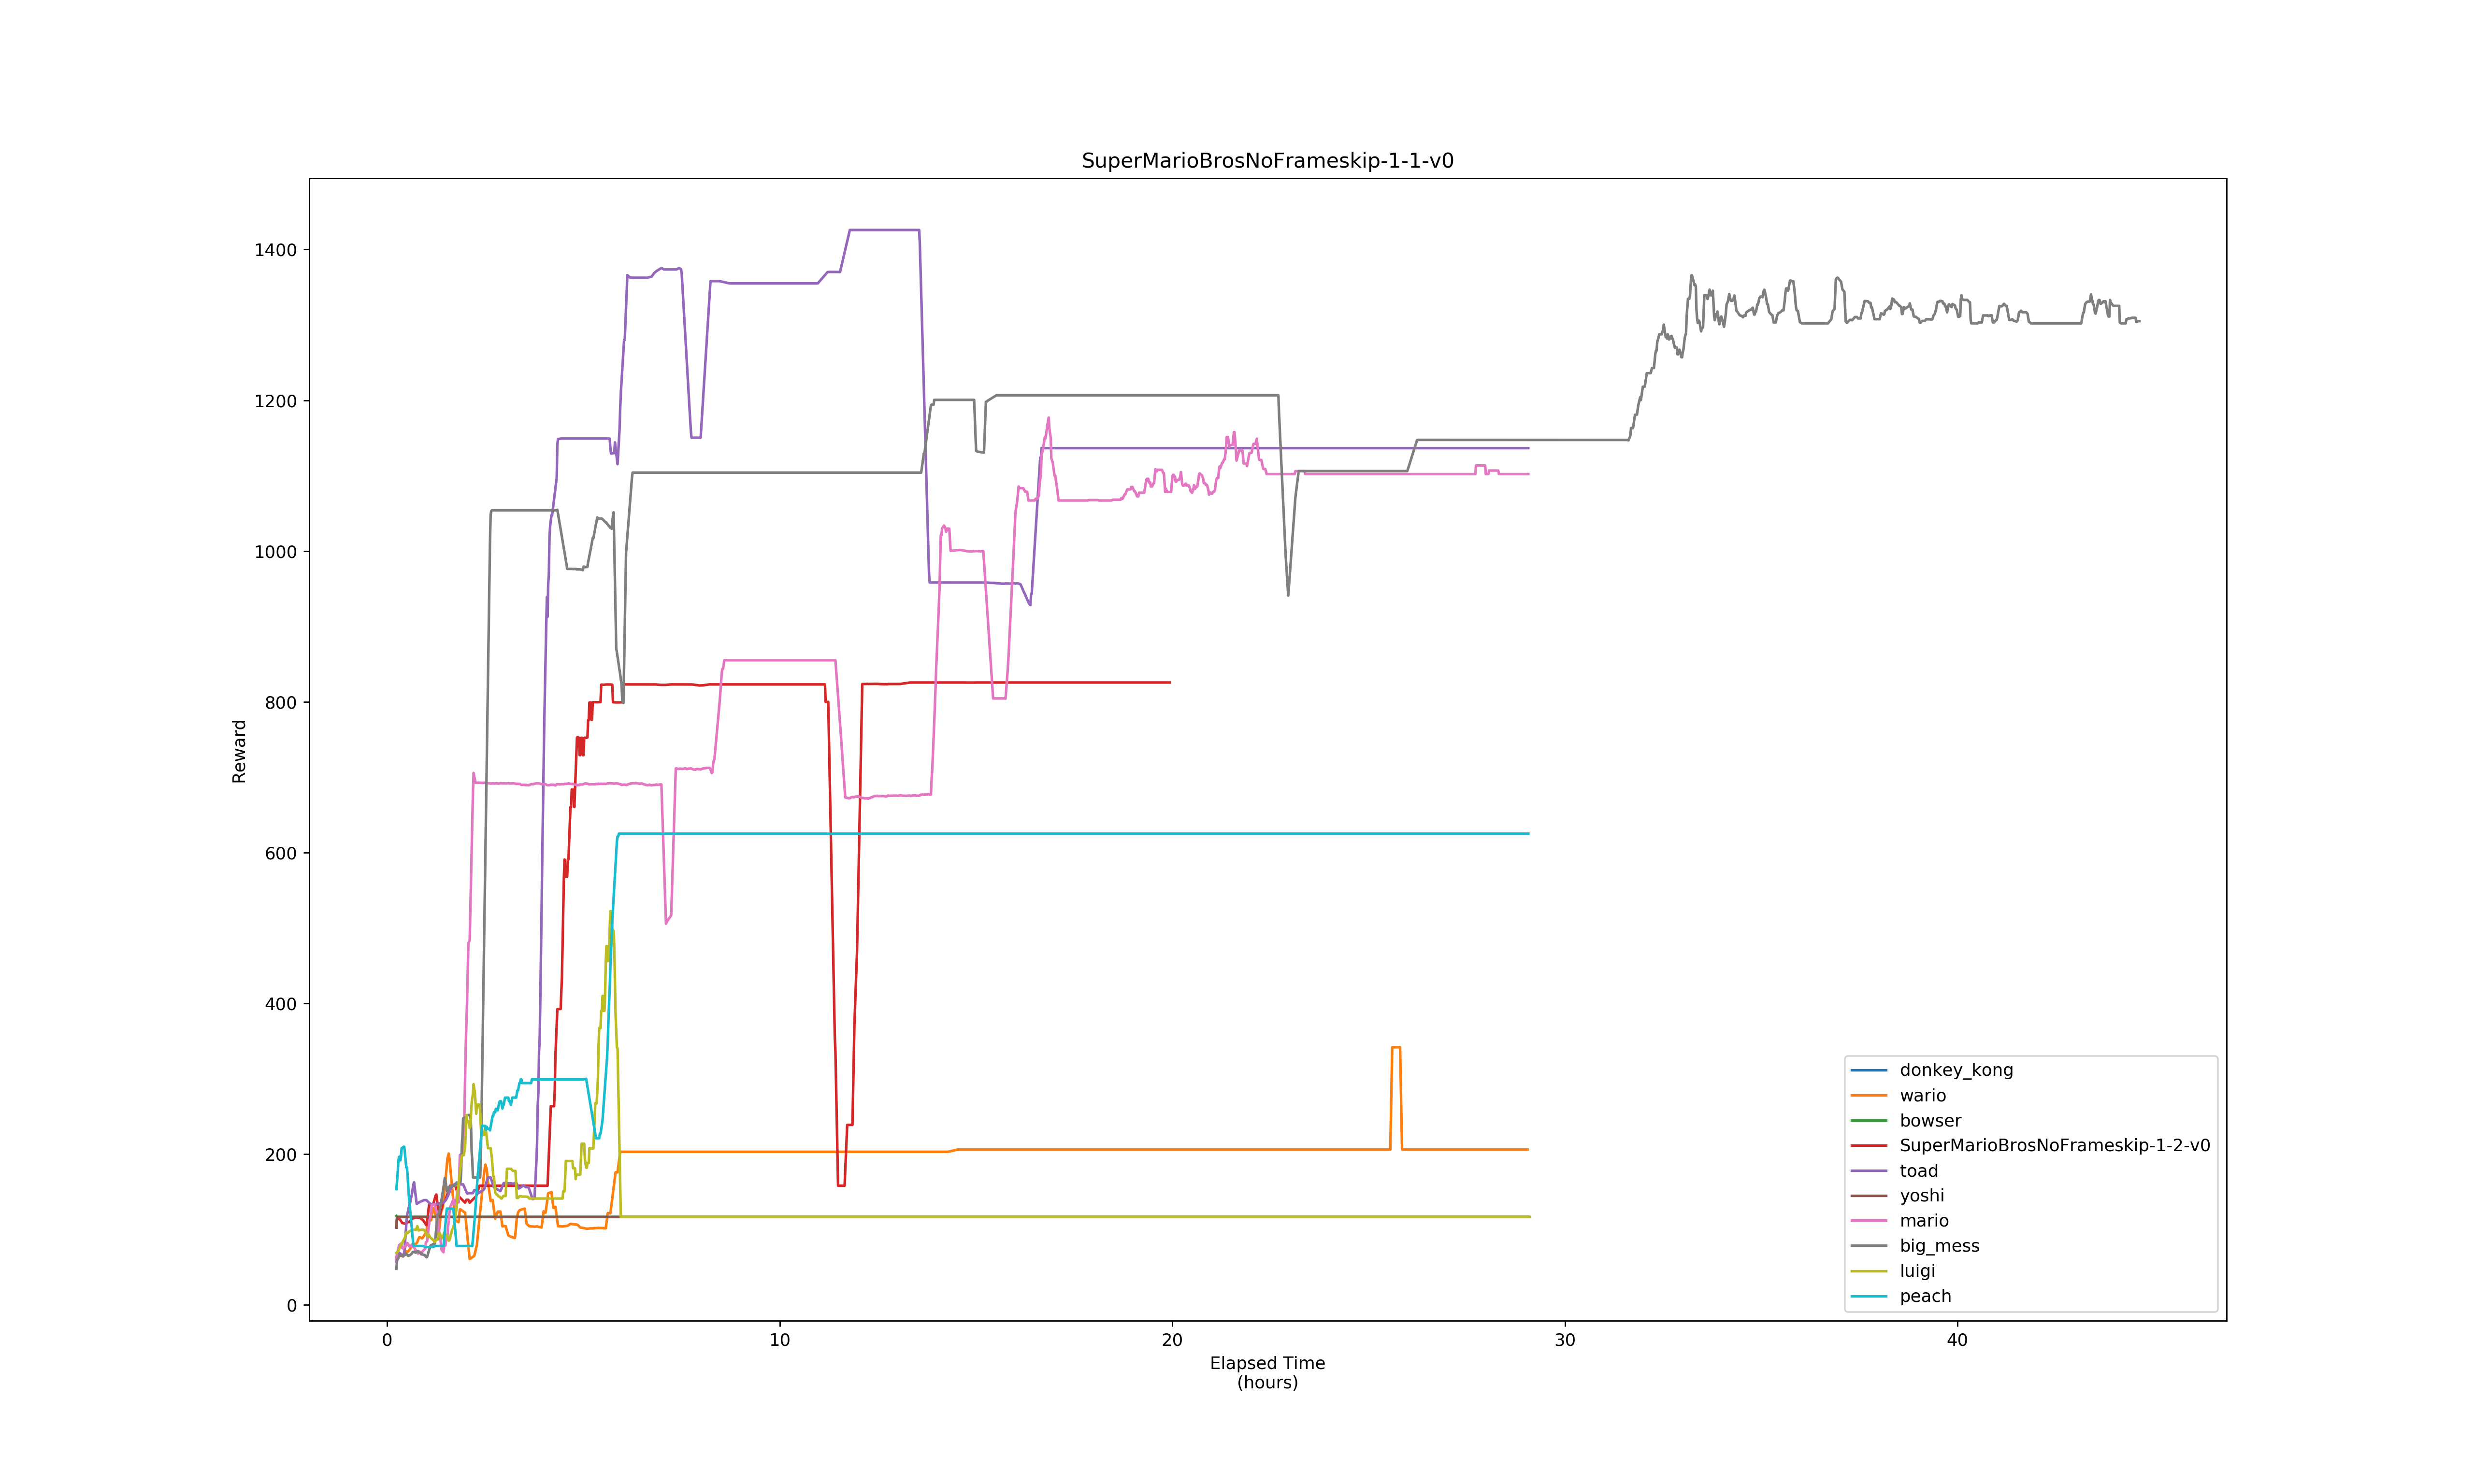 SuperMarioBrosNoFrameskip-1-1-v0
1400
1200
1000
800
600
400
200
0
Reward
0 10 20 30 40
Elapsed Time
(hours)
donkey_kong
wario
bowser
SuperMarioBrosNoFrameskip-1-2-v0
toad
yoshi
mario
big_mess
luigi
peach